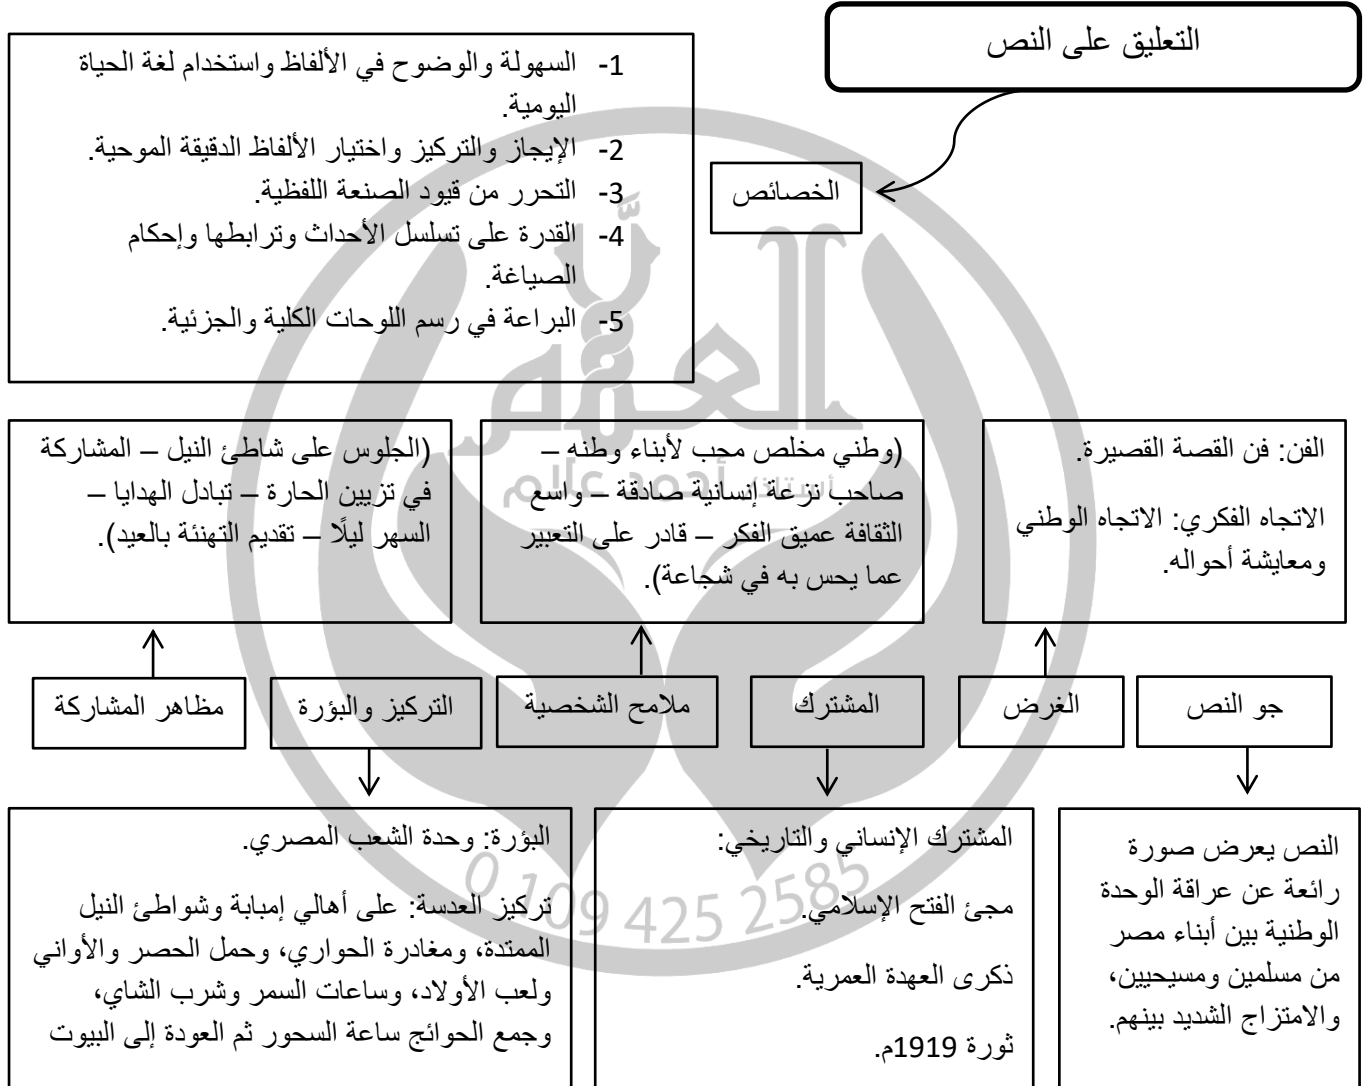 التعليق على النص
الخصائص
1- السهولة والوضوح في الألفاظ واستخدام لغة الحياة
اليومية.
2- الإيجاز والتركيز واختيار الألفاظ الدقيقة الموحية.
3- التحرر من قيود الصنعة اللفظية.
4- القدرة على تسلسل الأحداث وترابطها وإحكام
الصياغة.
5- البراعة في رسم اللوحات الكلية والجزئية.
الفن: فن القصة القصيرة.
الاتجاه الفكري: الاتجاه الوطني
ومعايشة أحواله.
(وطني مخلص محب لأبناء وطنه –
صاحب نزعة إنسانية صادقة – واسع
الثقافة عميق الفكر – قادر على التعبير
عما يحس به في شجاعة).
(الجلوس على شاطئ النيل – المشاركة
في تزيين الحارة – تبادل الهدايا –
السهر ليلًا – تقديم التهنئة بالعيد).
جو النص
الغرض
المشترك
ملامح الشخصية
التركيز والبؤرة
مظاهر المشاركة
النص يعرض صورة
رائعة عن عراقة الوحدة
الوطنية بين أبناء مصر
من مسلمين ومسيحيين،
والامتزاج الشديد بينهم.
المشترك الإنساني والتاريخي:
مجئ الفتح الإسلامي.
ذكرى العهدة العمرية.
ثورة 1919م.
البؤرة: وحدة الشعب المصري.
تركيز العدسة: على أهالي إمبابة وشواطئ النيل
الممتدة، ومغادرة الحواري، وحمل الحصر والأواني
ولعب الأولاد، وساعات السمر وشرب الشاي،
وجمع الحوائج ساعة السحور ثم العودة إلى البيوت
أحمد علام
0 109 425 2585